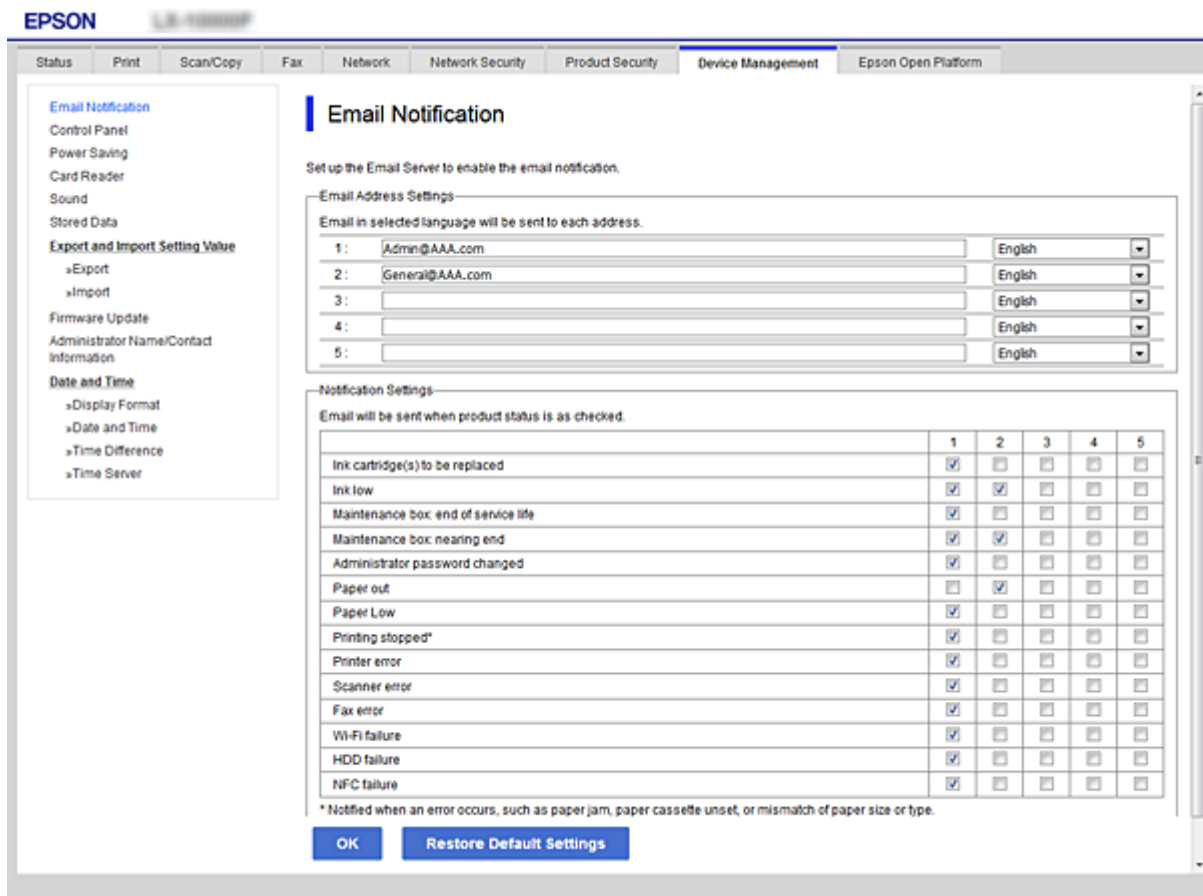 EPSON
Status Print Scan/Copy Fax Network Network Security Product Security Device Management Epson Open Platform
Email Notification
Control Panel
Power Saving
Card Reader
Sound
Stored Data
Export and Import Setting Value
»Export
»Import
Firmware Update
Administrator Name/Contact
Information
Date and Time
»Display Format
»Date and Time
»Time Difference
»Time Server
Email Notification
Set up the Email Server to enable the email notification.
Email Address Settings
Email in selected language will be sent to each address.
1 : Admin@AAA.com English
2 : General@AAA.com English
3 : English
4 : English
5 : English
Notification Settings
Email will be sent when product status is as checked.
1 2 3 4 5
Ink cartridge(s) to be replaced
Ink low
Maintenance box: end of service life
Maintenance box: nearing end
Administrator password changed
Paper out
Paper Low
Printing stopped*
Printer error
Scanner error
Fax error
Wi-Fi failure
HDD failure
NFC failure
* Notified when an error occurs, such as paper jam, paper cassette unset, or mismatch of paper size or type.
OK Restore Default Settings